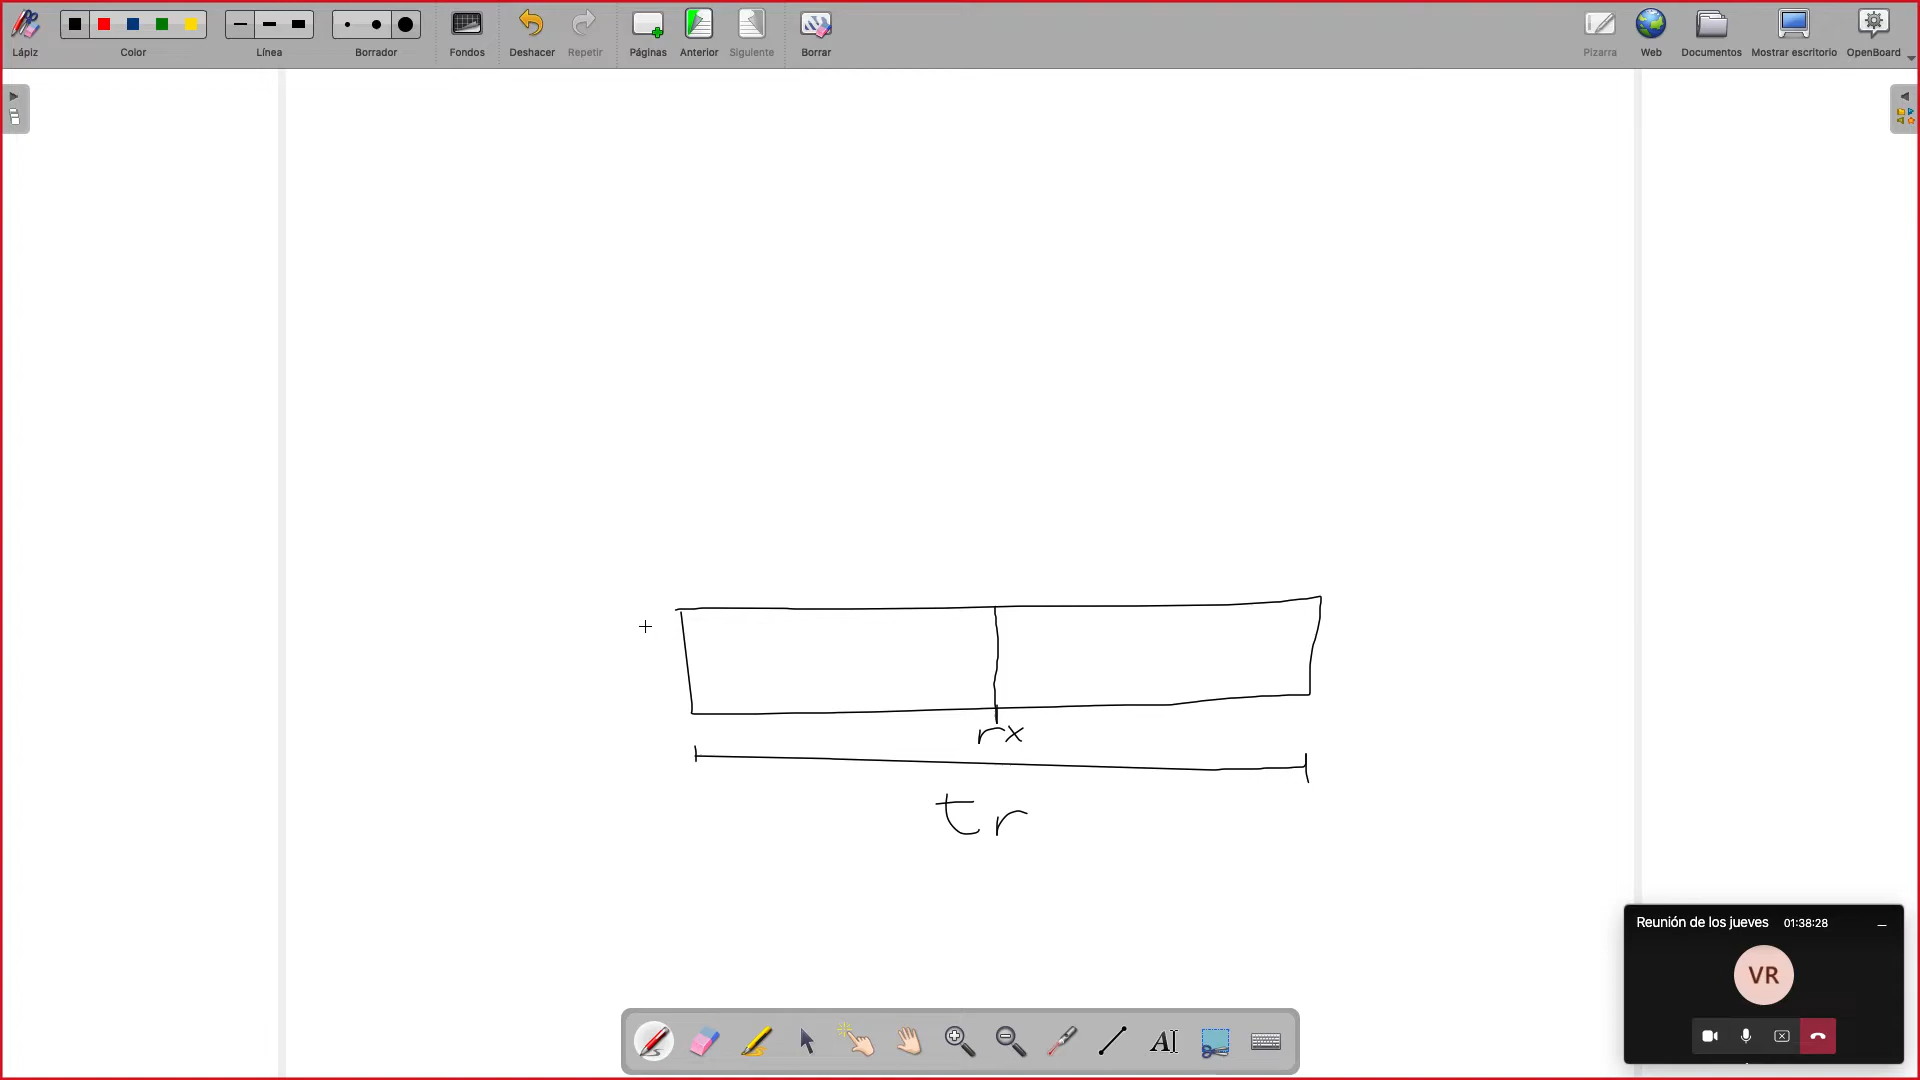 Lápiz
Color
Línea
Borrador
Fondos
Deshacer
Repetir
Páginas
Anterior
Siguiente
Borrar
Pizarra
Web
Documentos
Mostrar escritorio
OpenBoard
rx
tr
Reunión de los jueves 01:38:28
VR
A